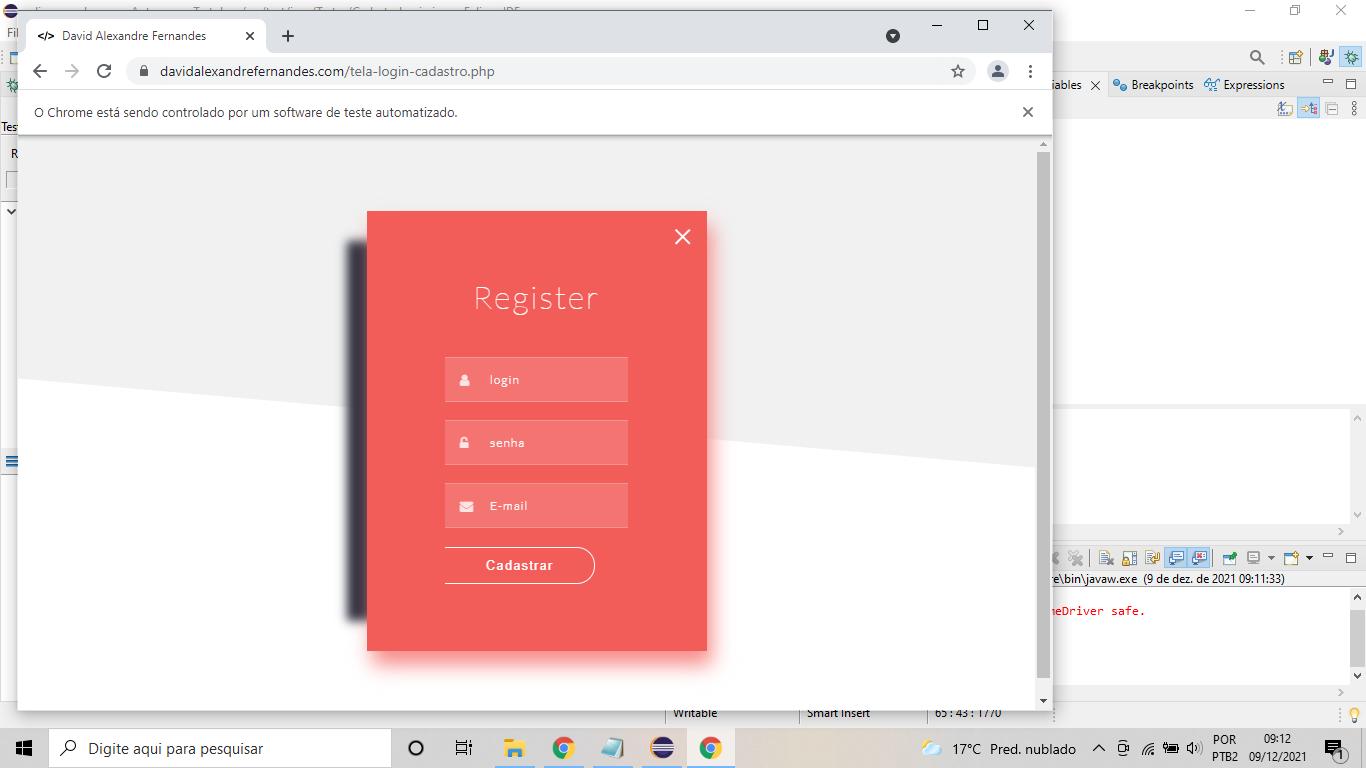 David Alexandre Fernandes
davidalexandrefernandes.com/tela-login-cadastro.php
O Chrome está sendo controlado por um software de teste automatizado.
Breakpoints
Expressions
Register
login
senha
E-mail
Cadastrar
re\bin\javaw.exe (9 de dez. de 2021 09:11:33)
meDriver safe.
Writable
Smart Insert
65 : 43 : 1770
Digite aqui para pesquisar
17°C Pred. nublado
POR
PTB2
09:12
09/12/2021
1